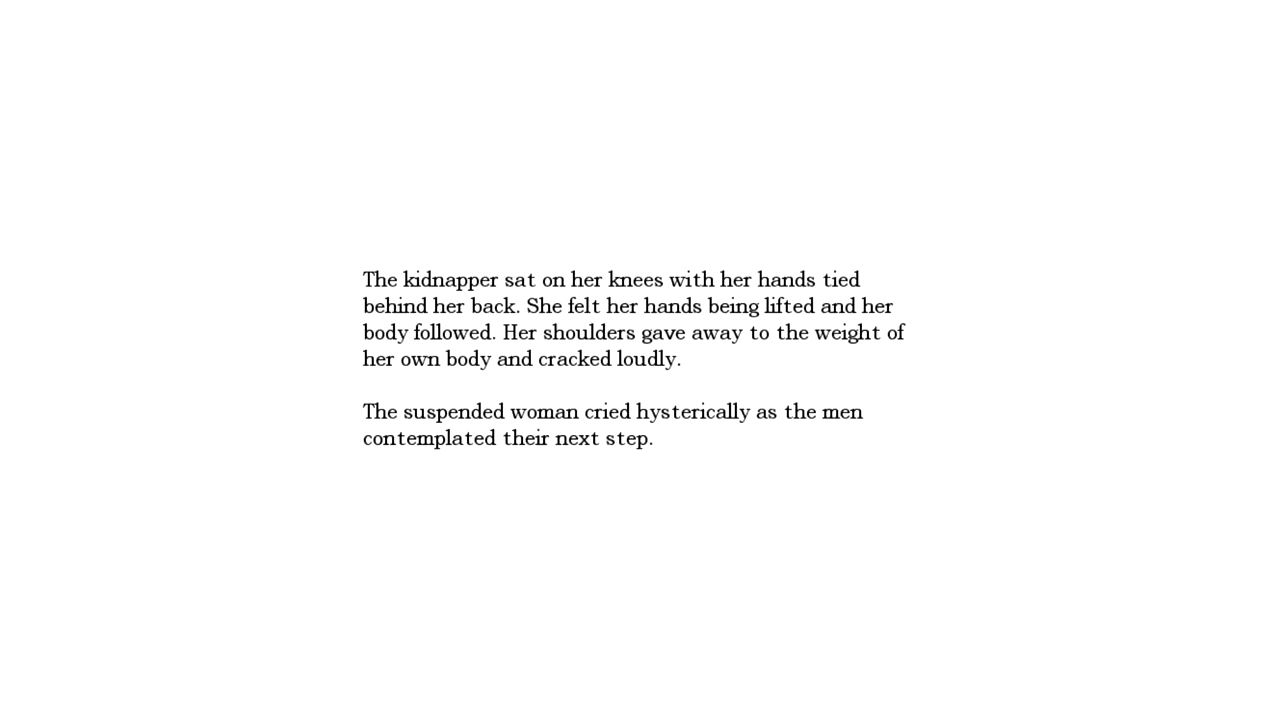 The kidnapper sat on her knees with her hands tied
behind her back. She felt her hands being lifted and her
body followed. Her shoulders gave away to the weight of
her own body and cracked loudly.
The suspended woman cried hysterically as the men
contemplated their next step.